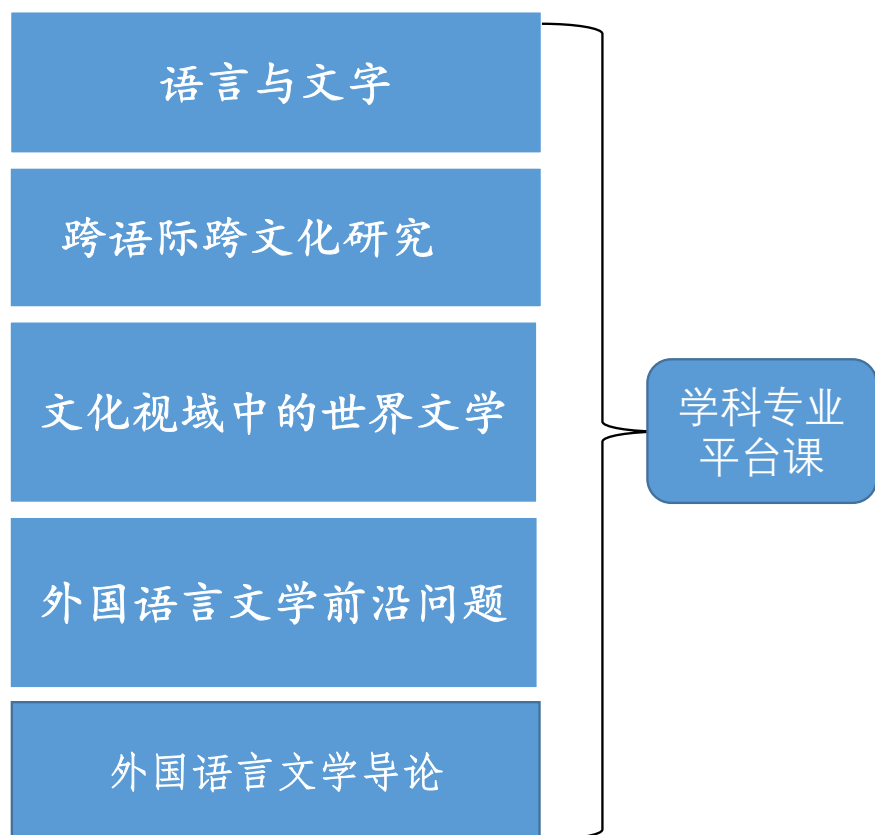 语言与文字
跨语际跨文化研究
文化视域中的世界文学
外国语言文学前沿问题
外国语言文学导论
学科专业
平台课